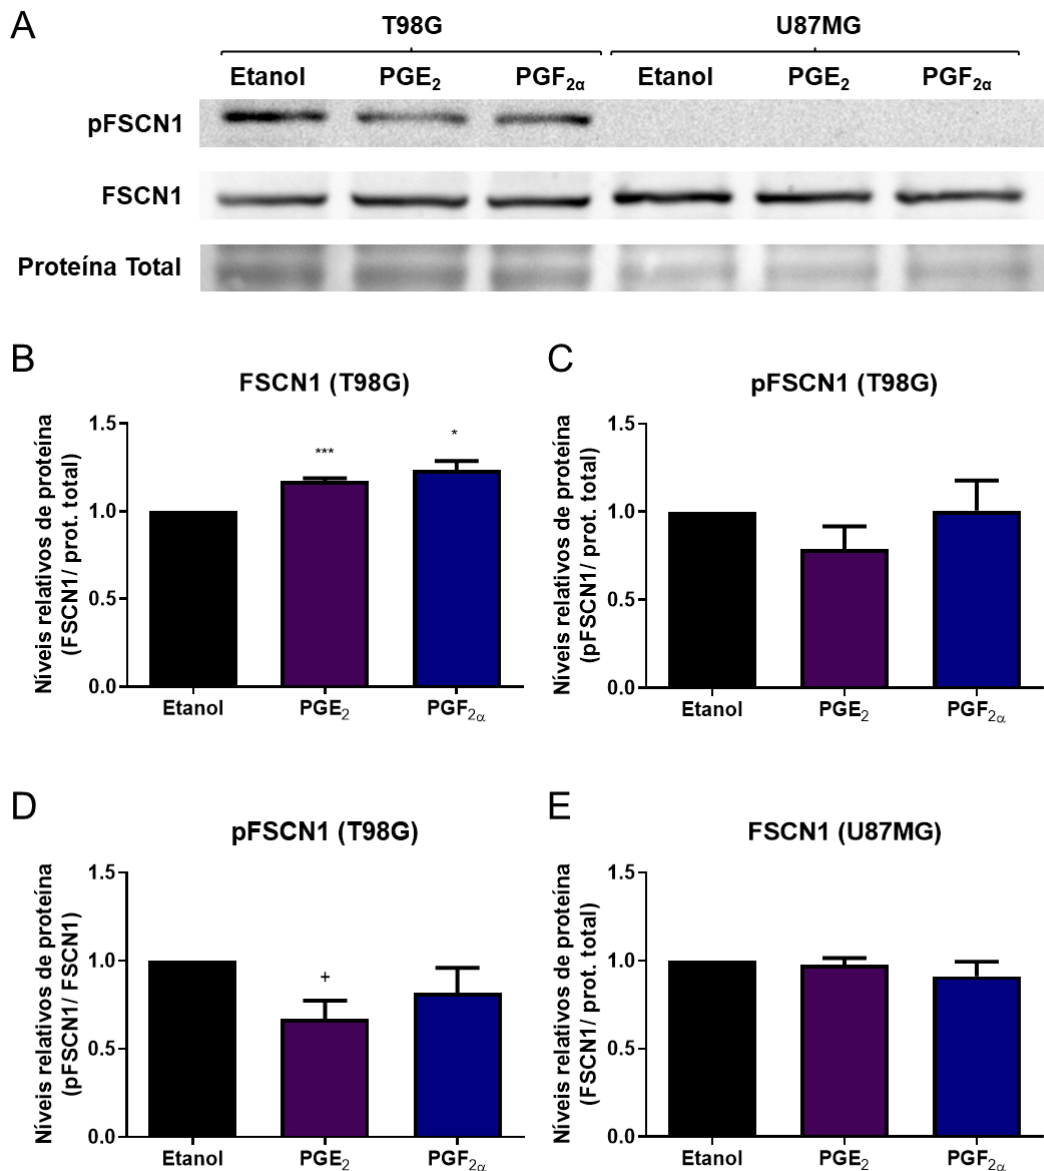 A
T98G U87MG
Etanol PGE₂ PGF₂α Etanol PGE₂ PGF₂α
pFSCN1
FSCN1
Proteína Total
B
FSCN1 (T98G)
Níveis relativos de proteína
(FSCN1/ prot. total)
1.5
1.0
0.5
0.0
***
*
Etanol PGE₂ PGF₂α
C
pFSCN1 (T98G)
Níveis relativos de proteína
(pFSCN1/ prot. total)
1.5
1.0
0.5
0.0
Etanol PGE₂ PGF₂α
D
pFSCN1 (T98G)
Níveis relativos de proteína
(pFSCN1/ FSCN1)
1.5
1.0
0.5
0.0
+
Etanol PGE₂ PGF₂α
E
FSCN1 (U87MG)
Níveis relativos de proteína
(FSCN1/ prot. total)
1.5
1.0
0.5
0.0
Etanol PGE₂ PGF₂α